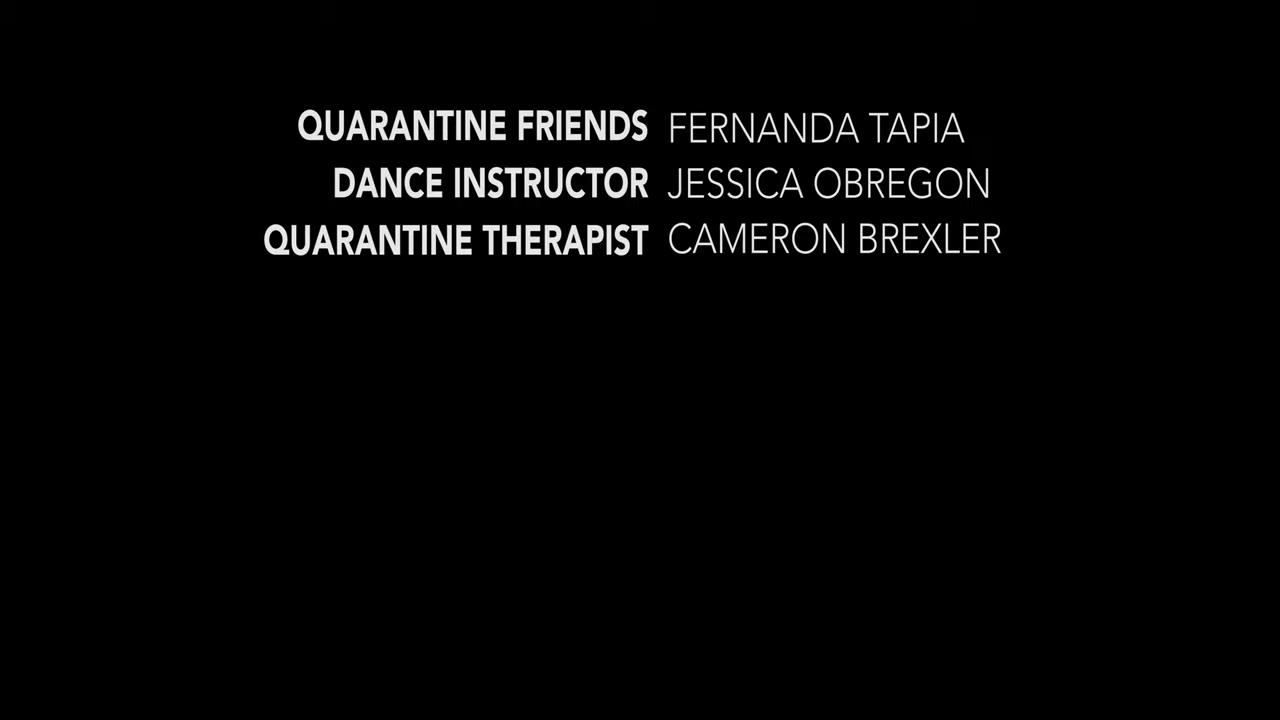 QUARANTINE FRIENDS FERNANDA TAPIA
DANCE INSTRUCTOR JESSICA OBREGON
QUARANTINE THERAPIST CAMERON BREXLER